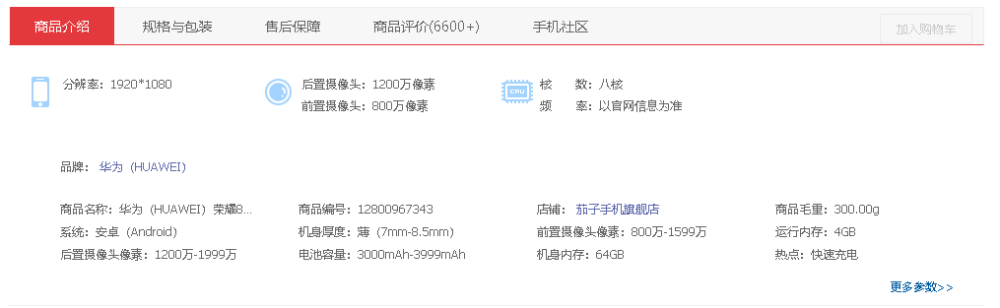 商品介绍 规格与包装 售后保障 商品评价(6600+) 手机社区 加入购物车
分辨率：1920*1080 后置摄像头：1200万像素 核 数：八核
前置摄像头：800万像素 频 率：以官网信息为准
品牌： 华为（HUAWEI）
商品名称：华为（HUAWEI）荣耀8... 商品编号：12800967343 店铺： 茄子手机旗舰店 商品毛重：300.00g
系统：安卓（Android） 机身厚度：薄（7mm-8.5mm） 前置摄像头像素：800万-1599万 运行内存：4GB
后置摄像头像素：1200万-1999万 电池容量：3000mAh-3999mAh 机身内存：64GB 热点：快速充电
更多参数>>